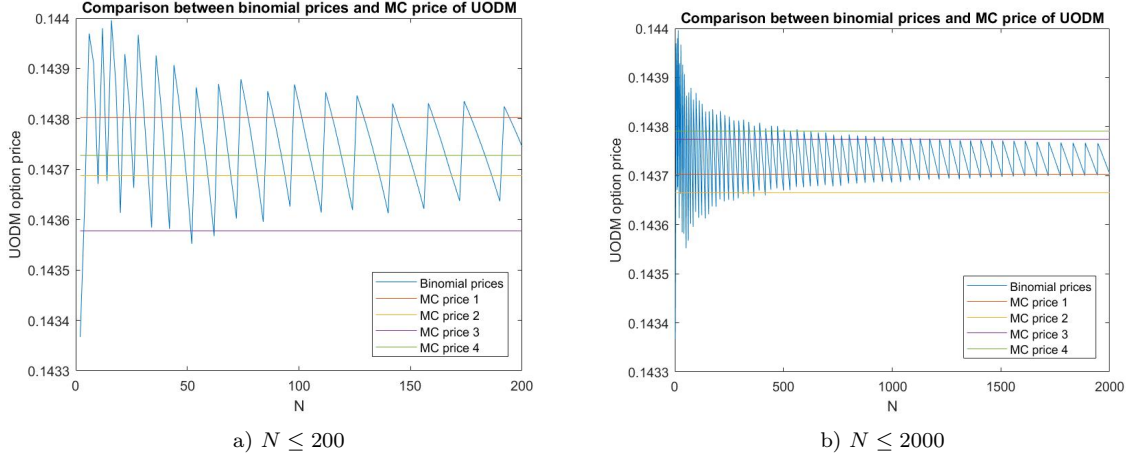 Comparison between binomial prices and MC price of UODM
0.144
0.1439
0.1438
0.1437
0.1436
0.1435
0.1434
0.1433
UODM option price
0
50
100
150
200
N
Binomial prices
MC price 1
MC price 2
MC price 3
MC price 4
a) N ≤ 200
Comparison between binomial prices and MC price of UODM
0.144
0.1439
0.1438
0.1437
0.1436
0.1435
0.1434
0.1433
UODM option price
0
500
1000
1500
2000
N
Binomial prices
MC price 1
MC price 2
MC price 3
MC price 4
b) N ≤ 2000